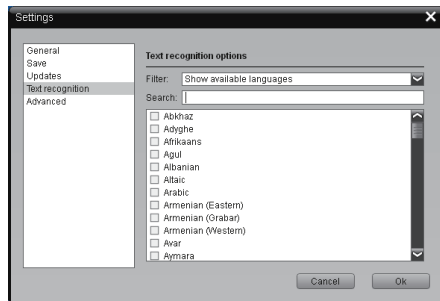 Settings
General
Save
Updates
Text recognition
Advanced
Text recognition options
Filter: Show available languages
Search:
Abkhaz
Adyghe
Afrikaans
Agul
Albanian
Altaic
Arabic
Armenian (Eastern)
Armenian (Grabar)
Armenian (Western)
Avar
Aymara
Cancel Ok